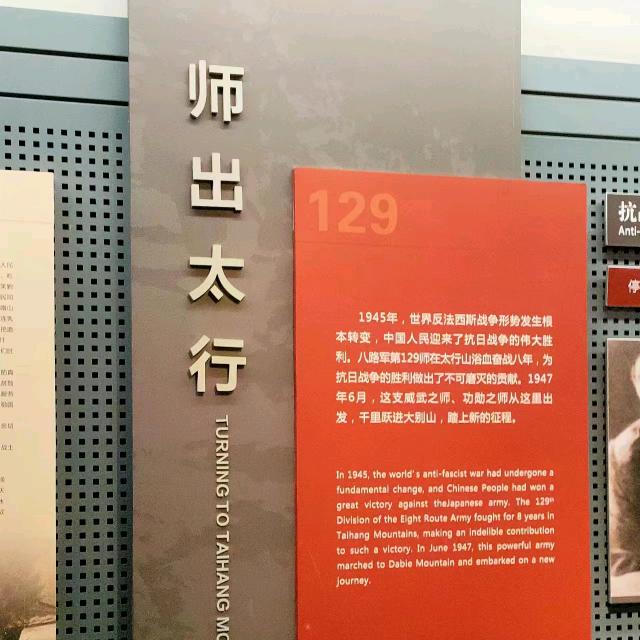 师出太行
TURNING TO TAIHANG MO
129
1945年，世界反法西斯战争形势发生根
本转变，中国人民迎来了抗日战争的伟大胜
利。八路军第129师在太行山浴血奋战八年，为
抗日战争的胜利做出了不可磨灭的贡献。1947
年6月，这支威武之师、功勋之师从这里出
发，千里跃进大别山，踏上新的征程。
In 1945, the world's anti-fascist war had undergone a
fundamental change, and Chinese People had won a
great victory against theJapanese army. The 129th
Division of the Eight Route Army fought for 8 years in
Taihang Mountains, making an indelible contribution
to such a victory. In June 1947, this powerful army
marched to Dabie Mountain and embarked on a new
journey.
抗
Anti-
停